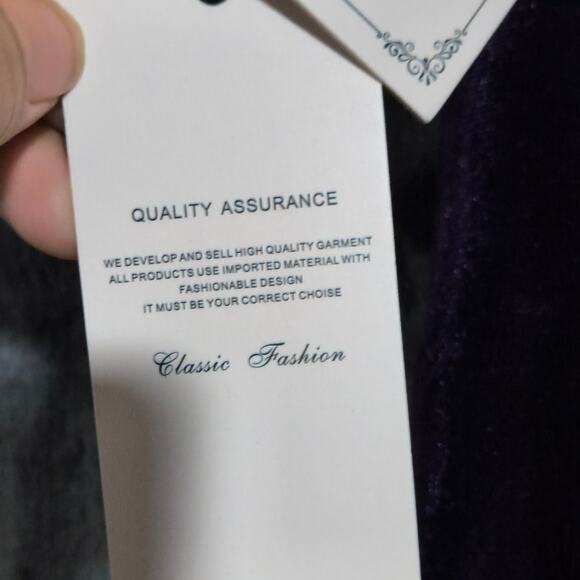 QUALITY ASSURANCE
WE DEVELOP AND SELL HIGH QUALITY GARMENT
ALL PRODUCTS USE IMPORTED MATERIAL WITH
FASHIONABLE DESIGN
IT MUST BE YOUR CORRECT CHOISE
Classic Fashion